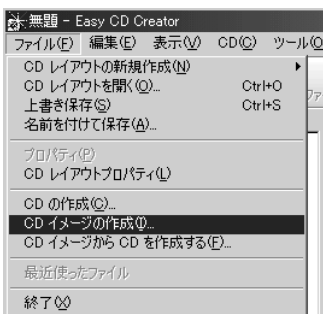 無題 - Easy CD Creator
ファイル(F) 編集(E) 表示(V) CD(C) ツール(O
CD レイアウトの新規作成(N)
CD レイアウトを開く(O)... Ctrl+O
上書き保存(S) Ctrl+S
名前を付けて保存(A)...
プロパティ(P)
CD レイアウトプロパティ(L)
CD の作成(C)...
CD イメージの作成(I)...
CD イメージから CD を作成する(F)...
最近使ったファイル
終了(X)